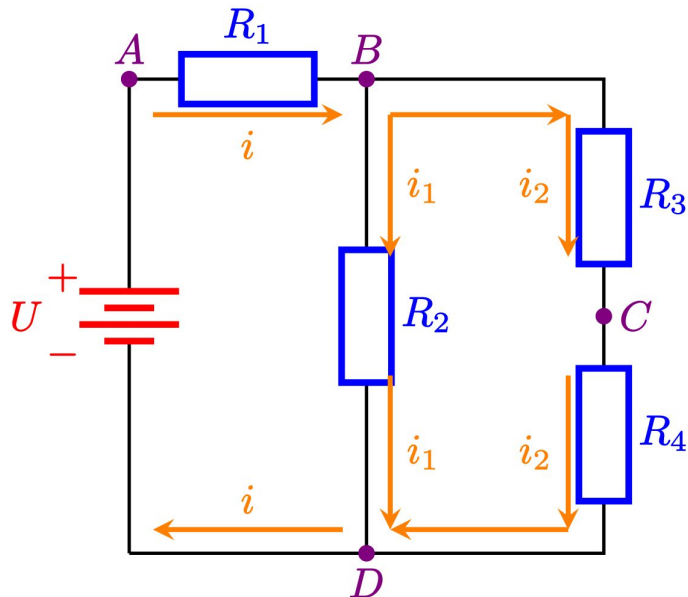 A R₁ B
i i₁ i₂ R₃
+
U R₂ C
−
i₁ i₂ R₄
i
D